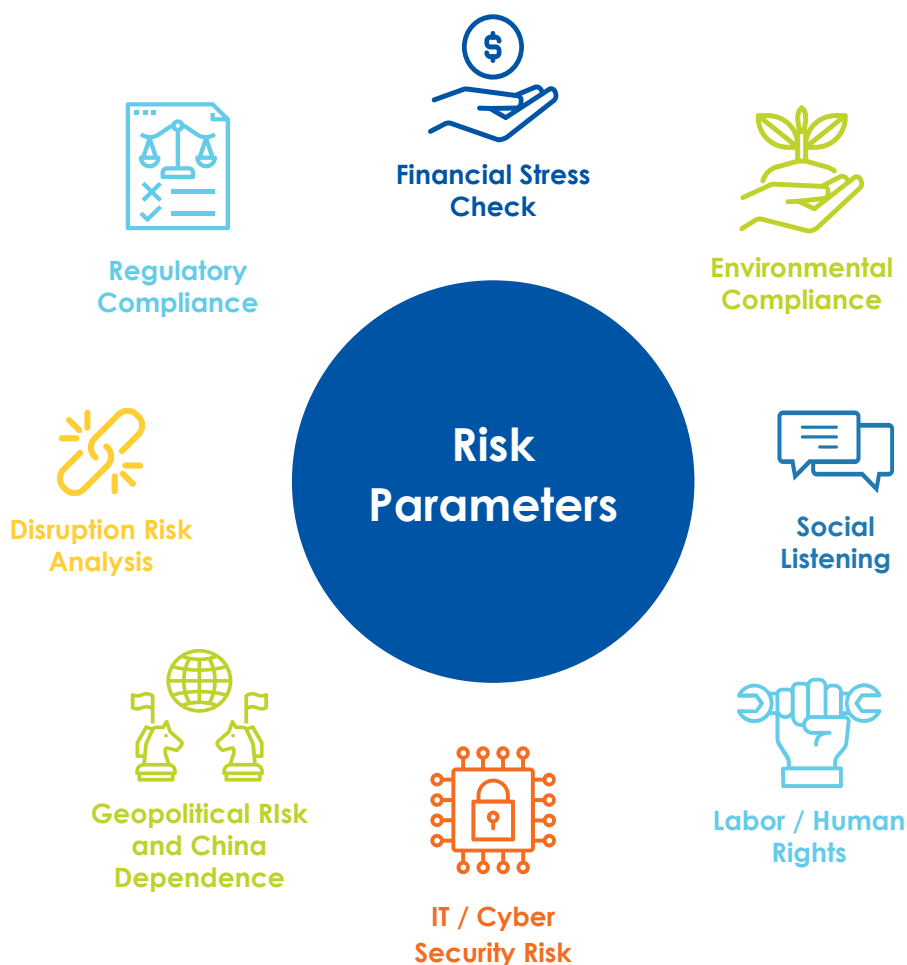 $
Financial Stress
Check
Regulatory
Compliance
Environmental
Compliance
Risk
Parameters
Disruption Risk
Analysis
Social
Listening
Geopolitical RIsk
and China
Dependence
Labor / Human
Rights
IT / Cyber
Security Risk